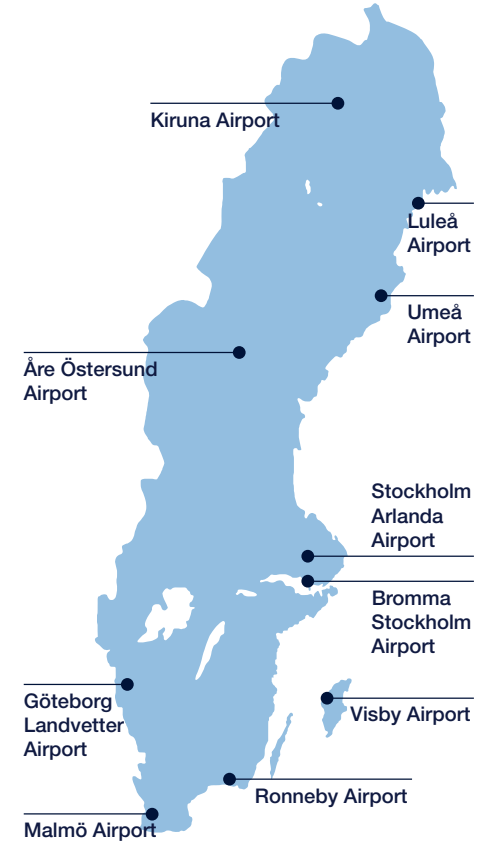 Kiruna Airport
Luleå
Airport
Umeå
Airport
Åre Östersund
Airport
Stockholm
Arlanda
Airport
Bromma
Stockholm
Airport
Göteborg
Landvetter
Airport
Visby Airport
Ronneby Airport
Malmö Airport